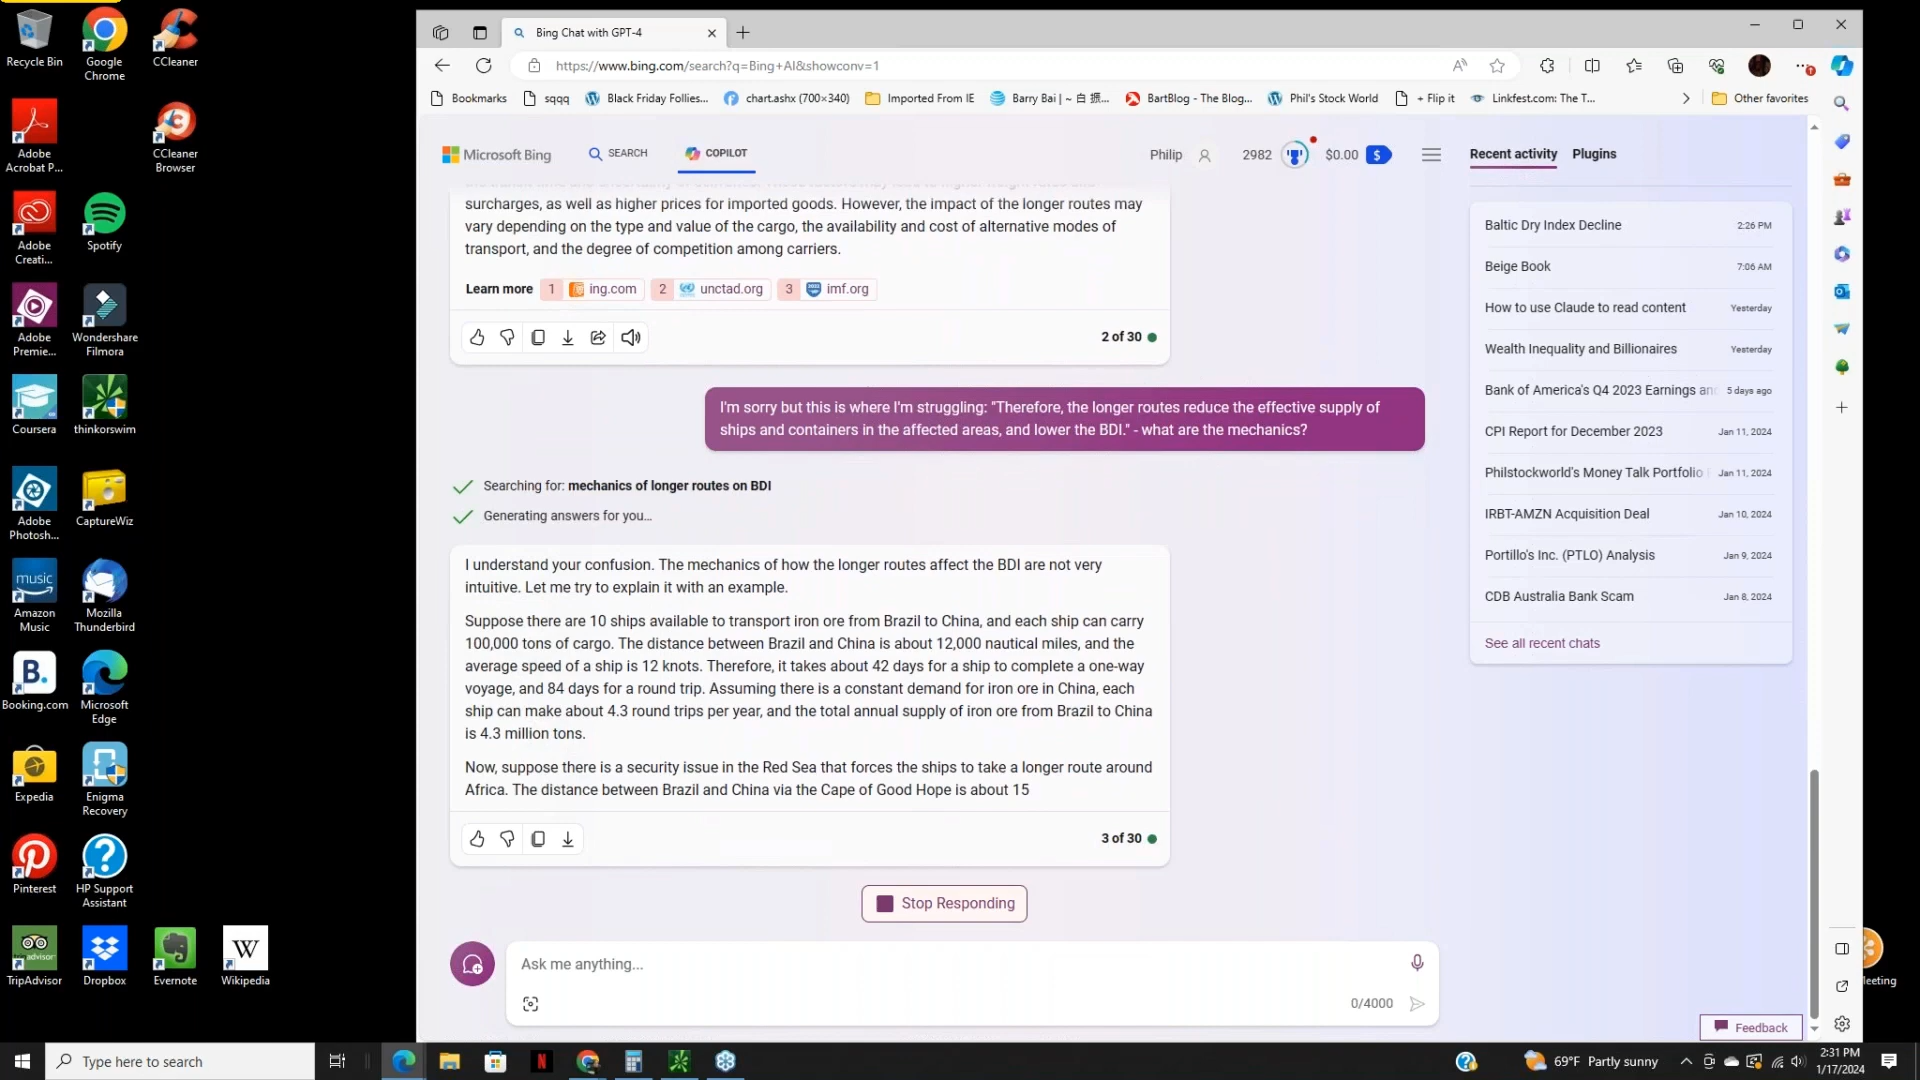 Recycle Bin
Google Chrome
CCleaner
Adobe Acrobat P...
CCleaner Browser
Adobe Creati...
Spotify
Adobe Premie...
Wondershare Filmora
Coursera
thinkorswim
Adobe Photosh...
CaptureWiz
music
Amazon Music
Mozilla Thunderbird
B.
Booking.com
Microsoft Edge
Expedia
Enigma Recovery
Pinterest
HP Support Assistant
TripAdvisor
Dropbox
Evernote
W
Wikipedia
Bing Chat with GPT-4
https://www.bing.com/search?q=Bing+AI&showconv=1
Bookmarks
sqqq
Black Friday Follies...
chart.ashx (700×340)
Imported From IE
Barry Bai | ~ 白 振...
BartBlog - The Blog...
Phil's Stock World
+ Flip it
Linkfest.com: The T...
Other favorites
Microsoft Bing
SEARCH
COPILOT
Philip
2982
$0.00
$
Recent activity
Plugins
surcharges, as well as higher prices for imported goods. However, the impact of the longer routes may
vary depending on the type and value of the cargo, the availability and cost of alternative modes of
transport, and the degree of competition among carriers.
Learn more 1 ing.com 2 unctad.org 3 imf.org
2 of 30
I'm sorry but this is where I'm struggling: "Therefore, the longer routes reduce the effective supply of
ships and containers in the affected areas, and lower the BDI." - what are the mechanics?
Searching for: mechanics of longer routes on BDI
Generating answers for you...
I understand your confusion. The mechanics of how the longer routes affect the BDI are not very
intuitive. Let me try to explain it with an example.
Suppose there are 10 ships available to transport iron ore from Brazil to China, and each ship can carry
100,000 tons of cargo. The distance between Brazil and China is about 12,000 nautical miles, and the
average speed of a ship is 12 knots. Therefore, it takes about 42 days for a ship to complete a one-way
voyage, and 84 days for a round trip. Assuming there is a constant demand for iron ore in China, each
ship can make about 4.3 round trips per year, and the total annual supply of iron ore from Brazil to China
is 4.3 million tons.
Now, suppose there is a security issue in the Red Sea that forces the ships to take a longer route around
Africa. The distance between Brazil and China via the Cape of Good Hope is about 15
3 of 30
Stop Responding
Ask me anything...
0/4000
Baltic Dry Index Decline 2:26 PM
Beige Book 7:06 AM
How to use Claude to read content Yesterday
Wealth Inequality and Billionaires Yesterday
Bank of America's Q4 2023 Earnings an 5 days ago
CPI Report for December 2023 Jan 11, 2024
Philstockworld's Money Talk Portfolio Jan 11, 2024
IRBT-AMZN Acquisition Deal Jan 10, 2024
Portillo's Inc. (PTLO) Analysis Jan 9, 2024
CDB Australia Bank Scam Jan 8, 2024
See all recent chats
Feedback
leeting
Type here to search
69°F Partly sunny
2:31 PM
1/17/2024